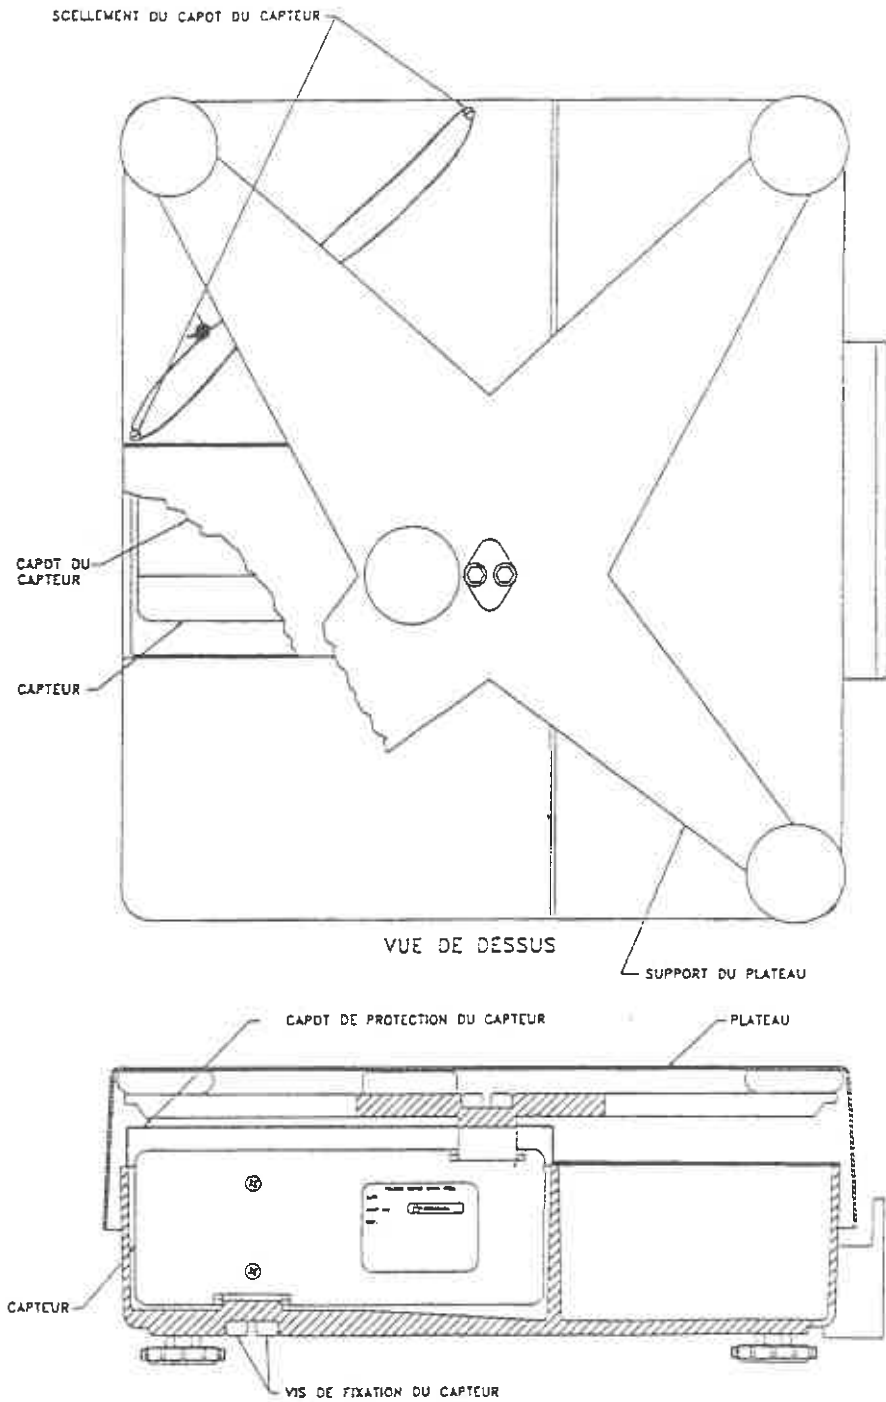 SCELLEMENT DU CAPOT DU CAPTEUR
CAPOT DU
CAPTEUR
CAPTEUR
VUE DE DESSUS
SUPPORT DU PLATEAU
CAPOT DE PROTECTION DU CAPTEUR
PLATEAU
CAPTEUR
VIS DE FIXATION DU CAPTEUR